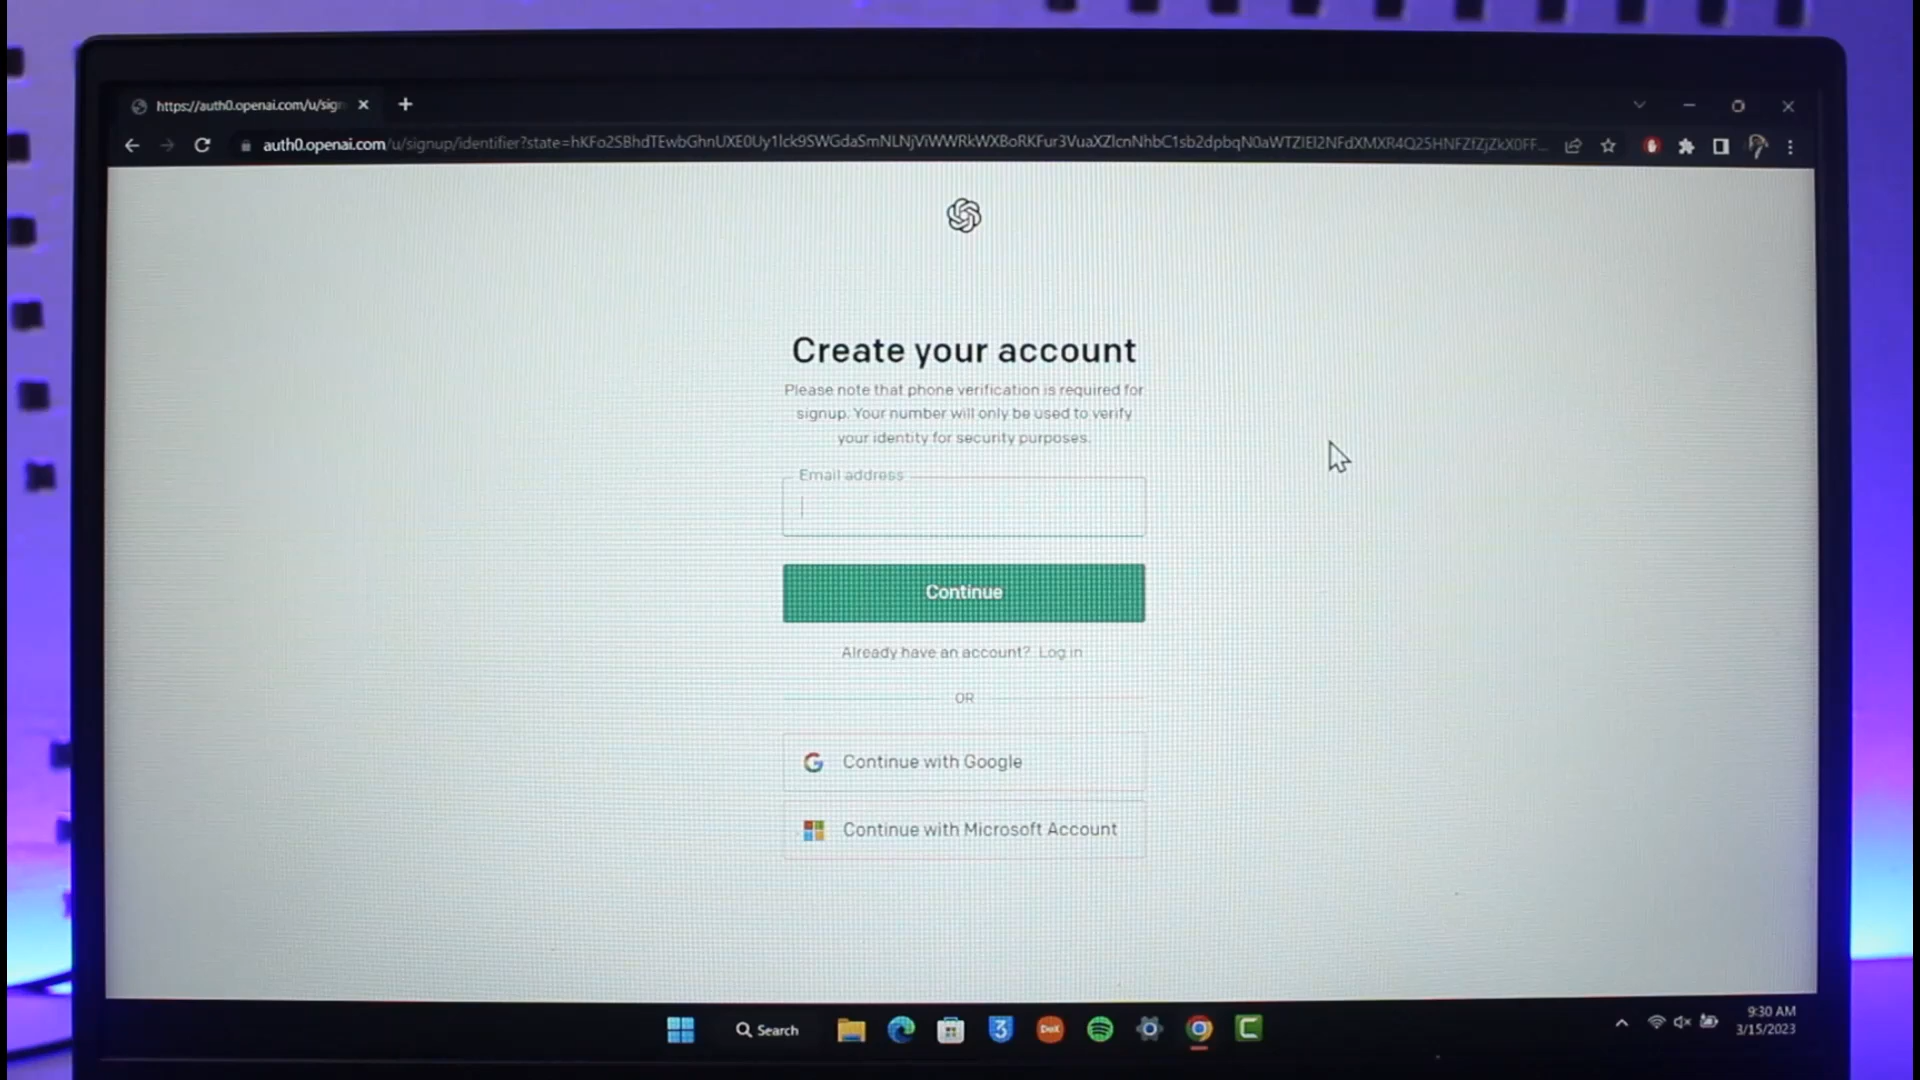 https://auth0.openai.com/u/sig
auth0.openai.com/u/signup/identifier?state=
Create your account
Please note that phone verification is required for
signup. Your number will only be used to verify
your identity for security purposes.
Email address
Continue
Already have an account? Log in
OR
Continue with Google
Continue with Microsoft Account
Search
3
DeX
9:30 AM
3/15/2023